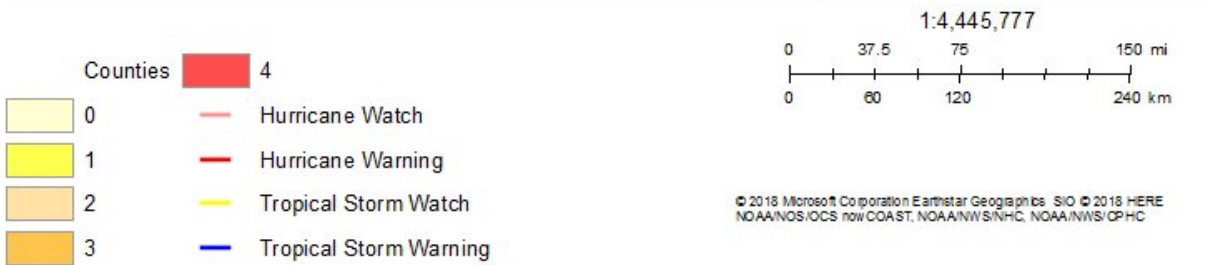 Counties 4
0 Hurricane Watch
1 Hurricane Warning
2 Tropical Storm Watch
3 Tropical Storm Warning
1:4,445,777
0 37.5 75 150 mi
0 60 120 240 km
© 2018 Microsoft Corporation Earthstar Geographics SIO © 2018 HERE
NOAA/NOS/OCS nowCOAST, NOAA/NWS/NHC, NOAA/NWS/CPHC